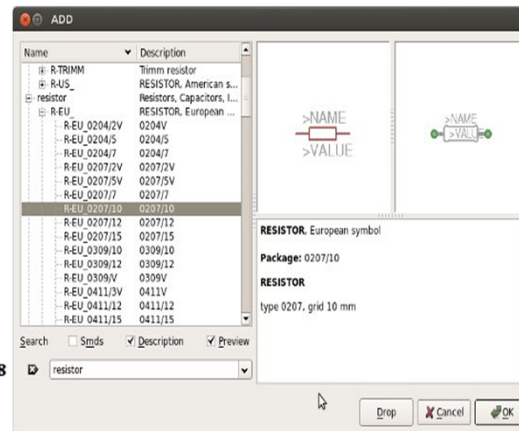 ADD
Name Description
R-TRIMM Trimm resistor
R-US_ RESISTOR, American s...
resistor Resistors, Capacitors, I...
R-EU_ RESISTOR, European ...
R-EU_0204/2V 0204V
R-EU_0204/5 0204/5
R-EU_0204/7 0204/7
R-EU_0207/2V 0207/2V
R-EU_0207/5V 0207/5V
R-EU_0207/7 0207/7
R-EU_0207/10 0207/10
R-EU_0207/12 0207/12
R-EU_0207/15 0207/15
R-EU_0309/10 0309/10
R-EU_0309/12 0309/12
R-EU_0309/V 0309V
R-EU_0411/3V 0411V
R-EU_0411/12 0411/12
R-EU_0411/15 0411/15
Search Smds Description Preview
8 resistor
>NAME
>VALUE
>NAME
>VALU
RESISTOR, European symbol
Package: 0207/10
RESISTOR
type 0207, grid 10 mm
Drop Cancel OK